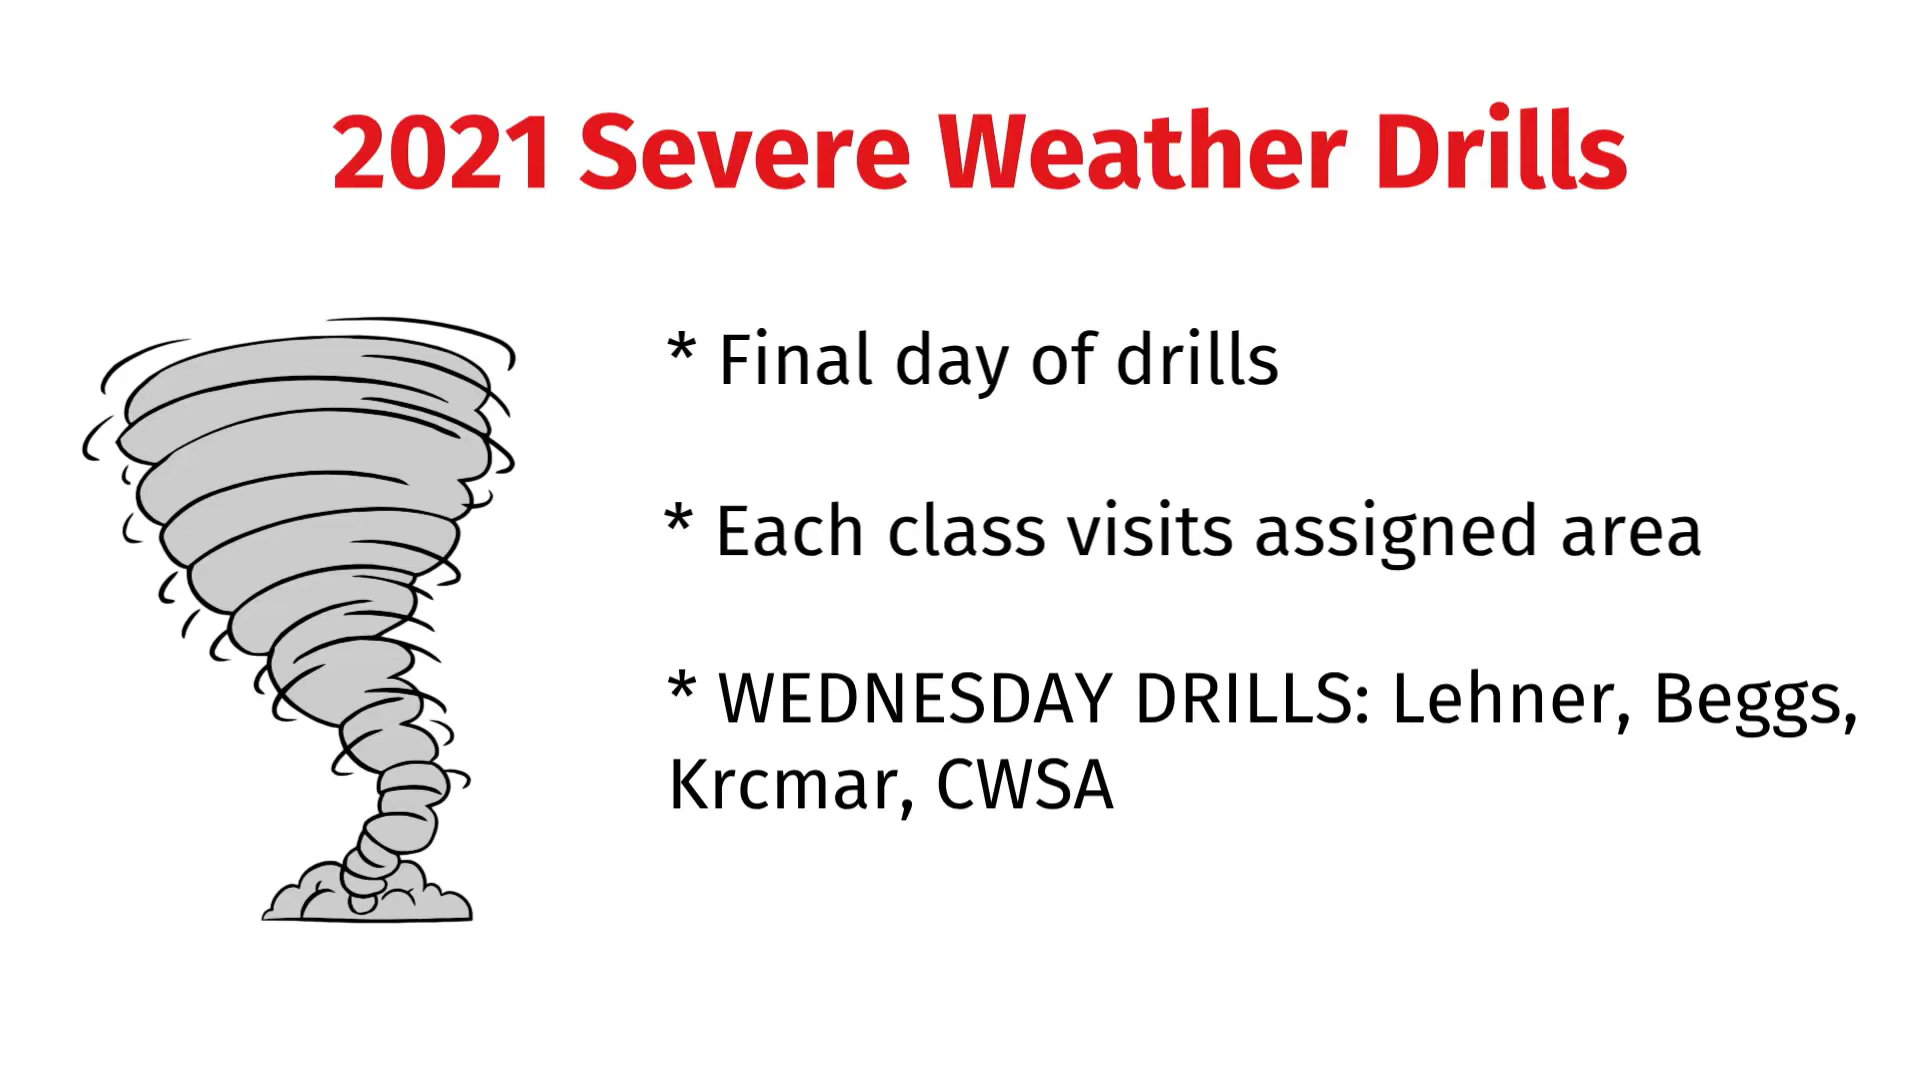 2021 Severe Weather Drills
* Final day of drills
* Each class visits assigned area
* WEDNESDAY DRILLS: Lehner, Beggs,
Krcmar, CWSA